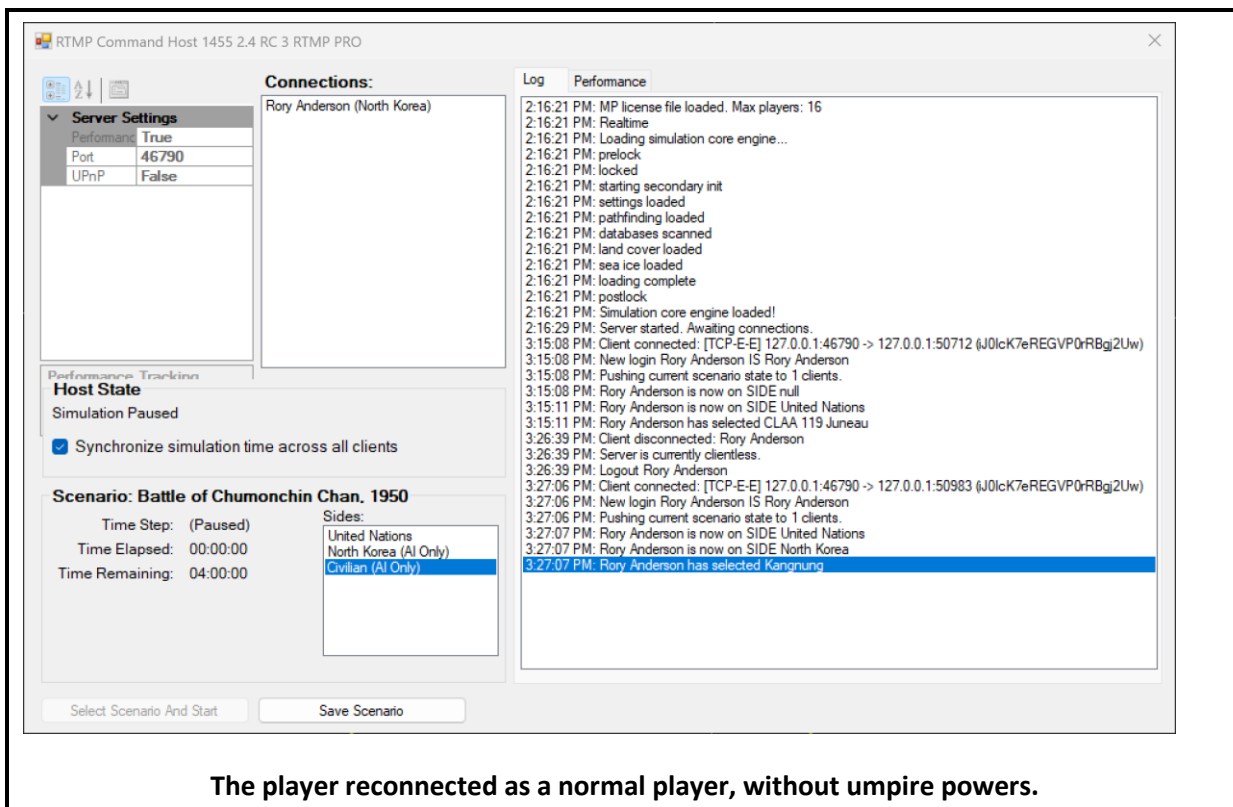 RTMP Command Host 1455 2.4 RC 3 RTMP PRO
Server Settings
Performanc True
Port 46790
UPnP False
Performance Tracking
Connections:
Rory Anderson (North Korea)
Host State
Simulation Paused
Synchronize simulation time across all clients
Scenario: Battle of Chumonchin Chan, 1950
Time Step: (Paused)
Time Elapsed: 00:00:00
Time Remaining: 04:00:00
Sides:
United Nations
North Korea (AI Only)
Civilian (AI Only)
Select Scenario And Start
Save Scenario
Log
Performance
2:16:21 PM: MP license file loaded. Max players: 16
2:16:21 PM: Realtime
2:16:21 PM: Loading simulation core engine...
2:16:21 PM: prelock
2:16:21 PM: locked
2:16:21 PM: starting secondary init
2:16:21 PM: settings loaded
2:16:21 PM: pathfinding loaded
2:16:21 PM: databases scanned
2:16:21 PM: land cover loaded
2:16:21 PM: sea ice loaded
2:16:21 PM: loading complete
2:16:21 PM: postlock
2:16:21 PM: Simulation core engine loaded!
2:16:29 PM: Server started. Awaiting connections.
3:15:08 PM: Client connected: [TCP-E-E] 127.0.0.1:46790 -> 127.0.0.1:50712 (iJ0lcK7eREGVP0rRBgj2Uw)
3:15:08 PM: New login Rory Anderson IS Rory Anderson
3:15:08 PM: Pushing current scenario state to 1 clients.
3:15:08 PM: Rory Anderson is now on SIDE null
3:15:11 PM: Rory Anderson is now on SIDE United Nations
3:15:11 PM: Rory Anderson has selected CLAA 119 Juneau
3:26:39 PM: Client disconnected: Rory Anderson
3:26:39 PM: Server is currently clientless.
3:26:39 PM: Logout Rory Anderson
3:27:06 PM: Client connected: [TCP-E-E] 127.0.0.1:46790 -> 127.0.0.1:50983 (iJ0lcK7eREGVP0rRBgj2Uw)
3:27:06 PM: New login Rory Anderson IS Rory Anderson
3:27:06 PM: Pushing current scenario state to 1 clients.
3:27:07 PM: Rory Anderson is now on SIDE United Nations
3:27:07 PM: Rory Anderson is now on SIDE North Korea
3:27:07 PM: Rory Anderson has selected Kangnung
The player reconnected as a normal player, without umpire powers.